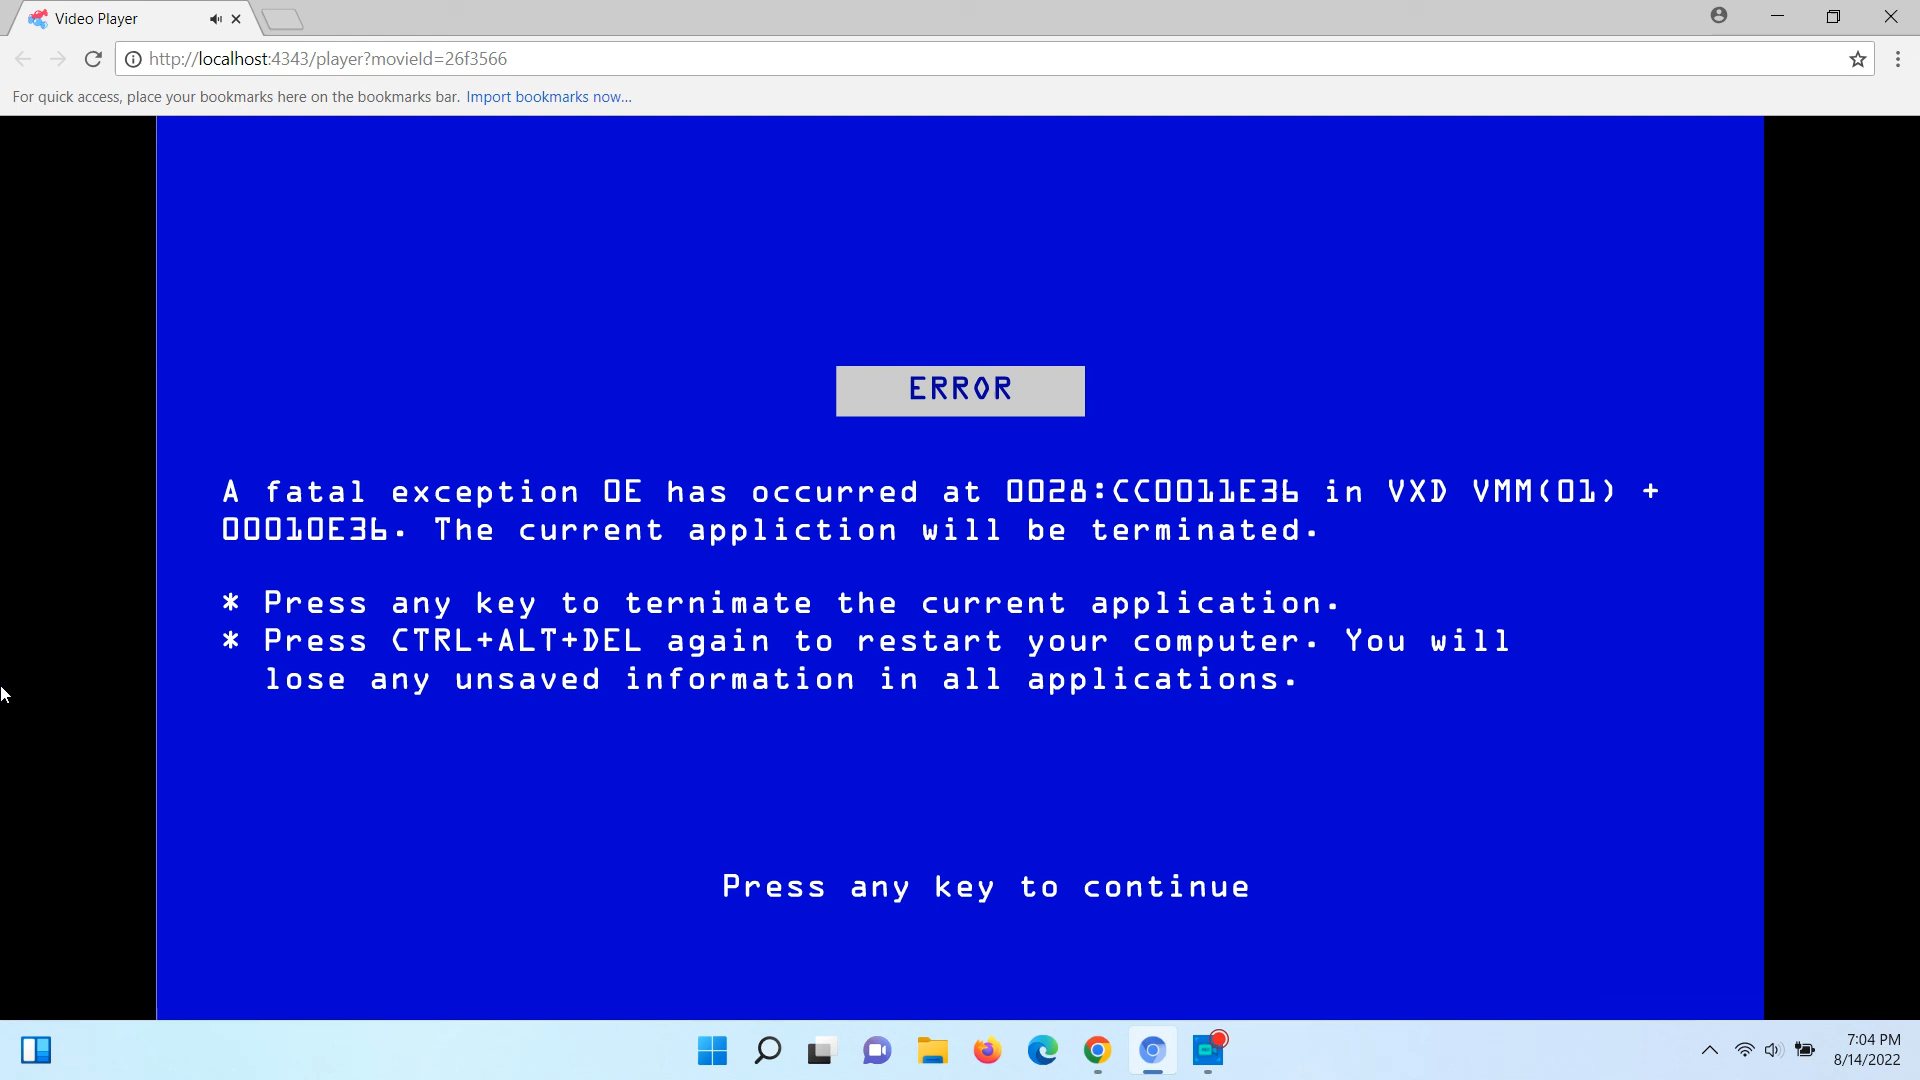 Video Player
http://localhost:4343/player?movieId=26f3566
For quick access, place your bookmarks here on the bookmarks bar. Import bookmarks now...
ERROR
A fatal exception 0E has occurred at 0028:CC0011E36 in VXD VMM(01) +
00010E36. The current appliction will be terminated.
* Press any key to ternimate the current application.
* Press CTRL+ALT+DEL again to restart your computer. You will
lose any unsaved information in all applications.
Press any key to continue
7:04 PM
8/14/2022